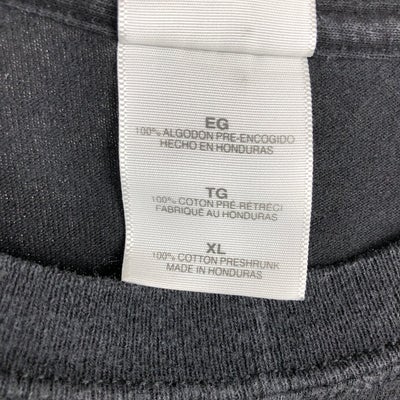 EG
100% ALGODON PRE-ENCOGIDO
HECHO EN HONDURAS
TG
100% COTON PRÉ-RÉTRÉCI
FABRIQUÉ AU HONDURAS
XL
100% COTTON PRESHRUNK
MADE IN HONDURAS